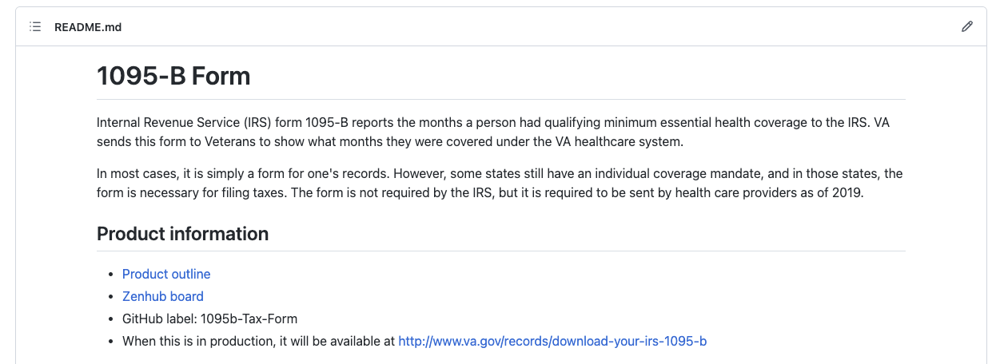 README.md
1095-B Form
Internal Revenue Service (IRS) form 1095-B reports the months a person had qualifying minimum essential health coverage to the IRS. VA
sends this form to Veterans to show what months they were covered under the VA healthcare system.
In most cases, it is simply a form for one's records. However, some states still have an individual coverage mandate, and in those states, the
form is necessary for filing taxes. The form is not required by the IRS, but it is required to be sent by health care providers as of 2019.
Product information
• Product outline
• Zenhub board
• GitHub label: 1095b-Tax-Form
• When this is in production, it will be available at http://www.va.gov/records/download-your-irs-1095-b